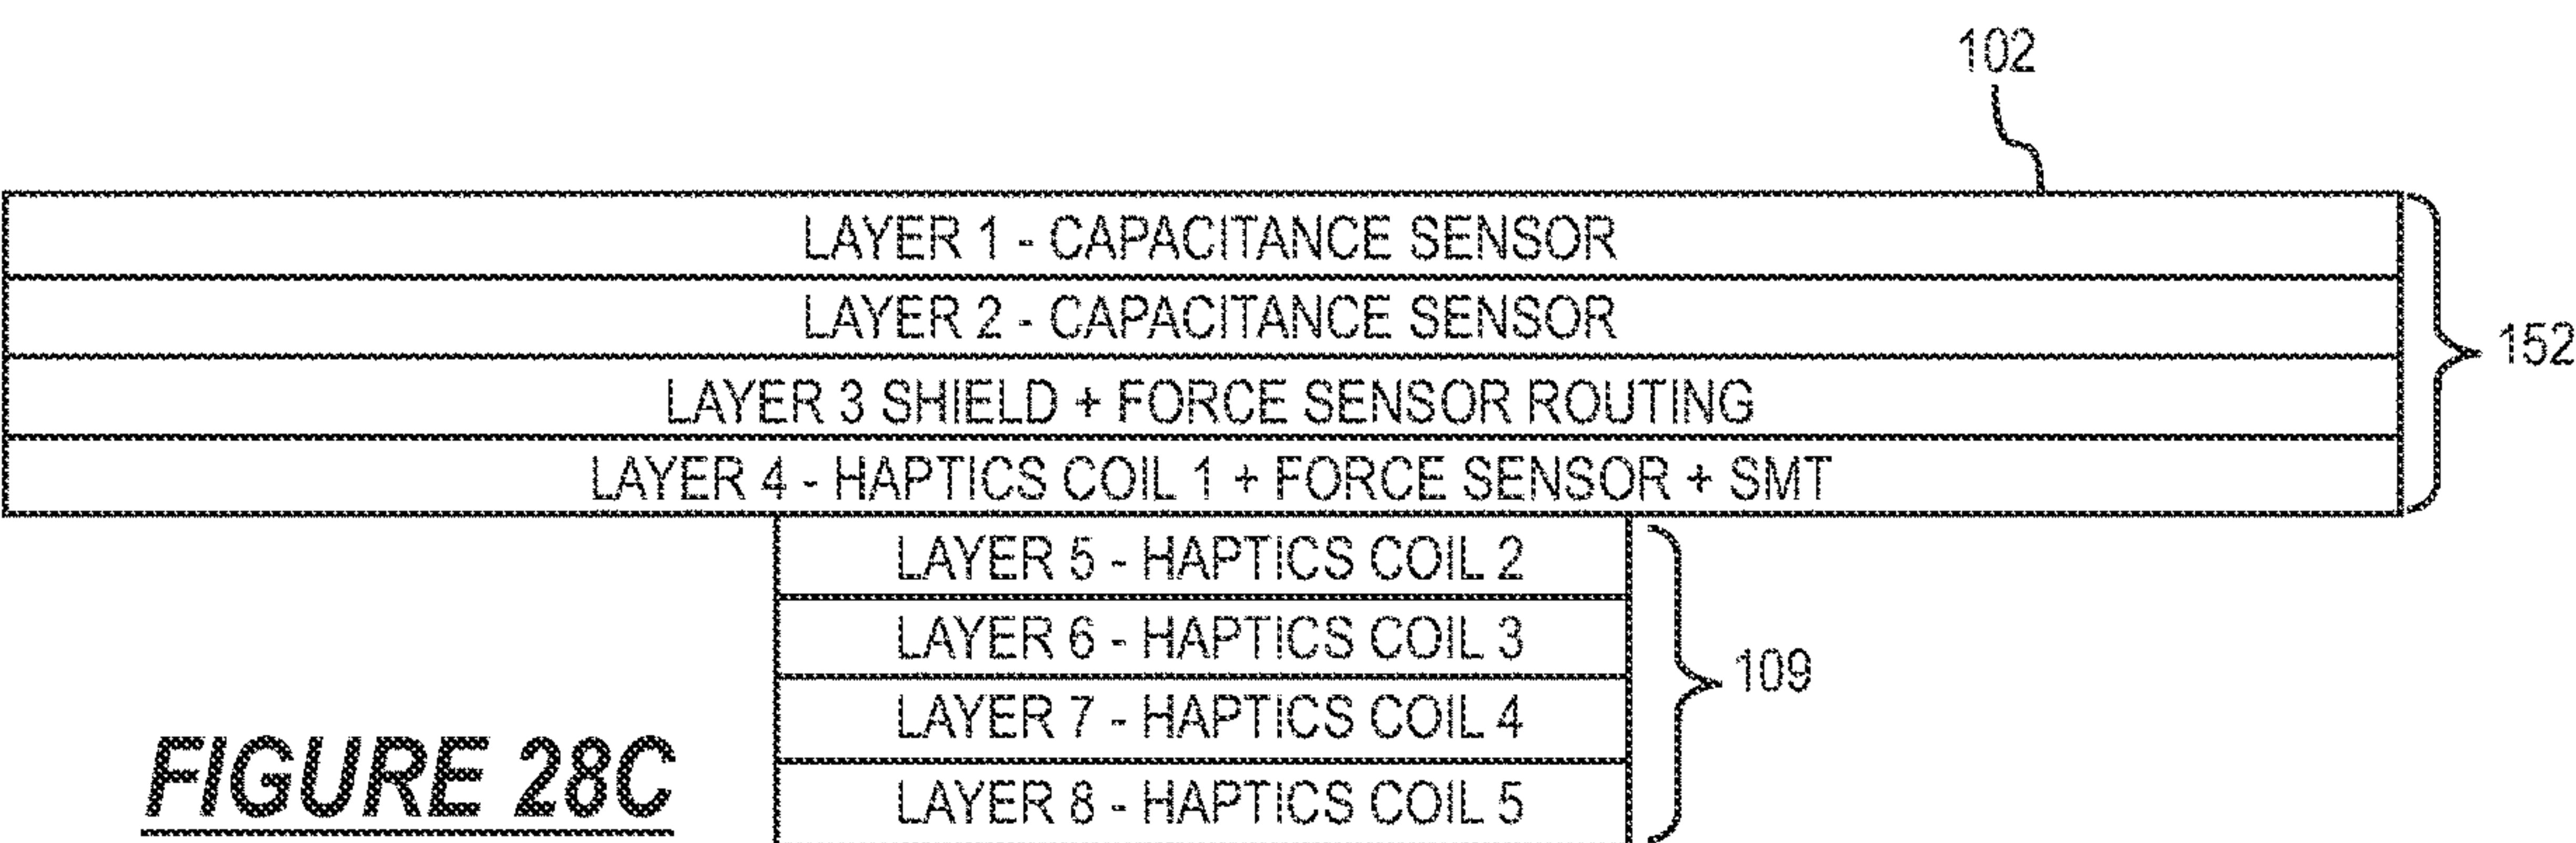 102
LAYER 1 - CAPACITANCE SENSOR
LAYER 2 - CAPACITANCE SENSOR
152
LAYER 3 SHIELD + FORCE SENSOR ROUTING
LAYER 4 - HAPTICS COIL 1 + FORCE SENSOR + SMT
LAYER 5 - HAPTICS COIL 2
LAYER 6 - HAPTICS COIL 3
109
LAYER 7 - HAPTICS COIL 4
LAYER 8 - HAPTICS COIL 5
FIGURE 28C